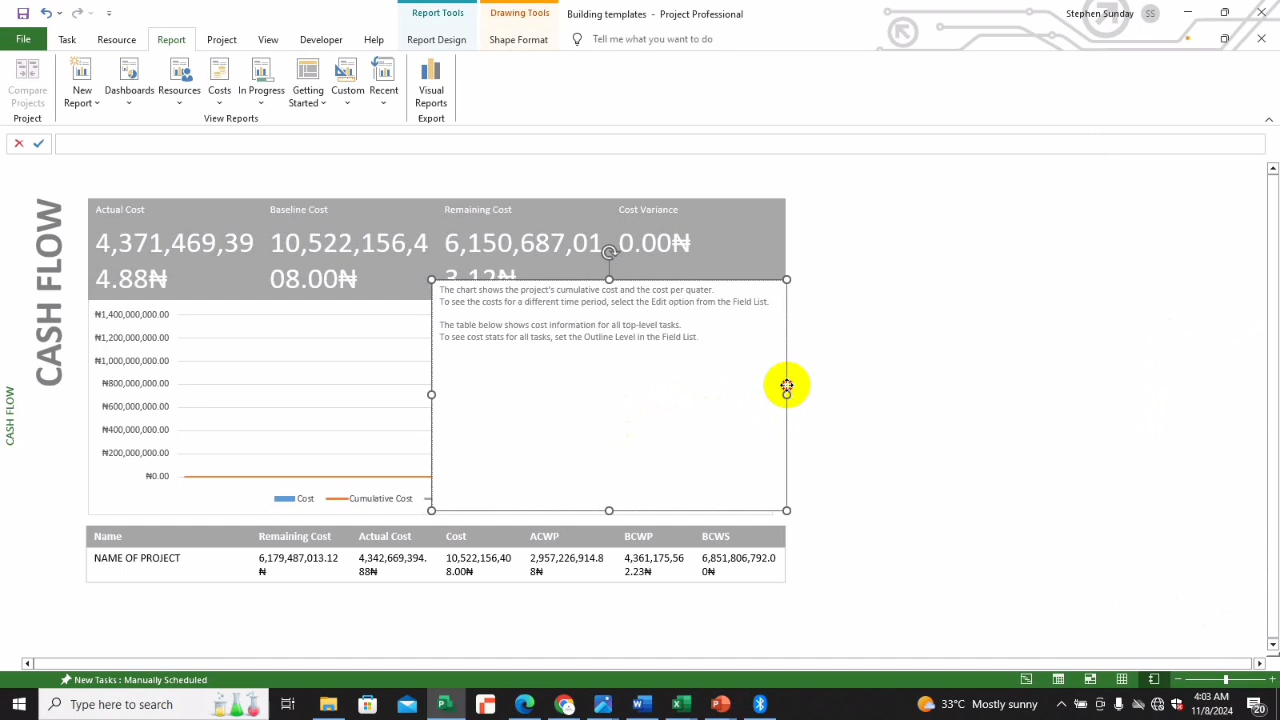 Report Tools
Drawing Tools
Building templates - Project Professional
Stephen Sunday
SS
File
Task
Resource
Report
Project
View
Developer
Help
Report Design
Shape Format
Tell me what you want to do
Compare Projects
New Report
Dashboards
Resources
Costs
In Progress
Getting Started
Custom
Recent
Visual Reports
Project
View Reports
Export
CASH FLOW
CASH FLOW
Actual Cost
Baseline Cost
Remaining Cost
Cost Variance
4,371,469,39
4.88₦
10,522,156,4
08.00₦
6,150,687,01
3.12₦
0.00₦
The chart shows the project's cumulative cost and the cost per quater.
To see the costs for a different time period, select the Edit option from the Field List.
The table below shows cost information for all top-level tasks.
To see cost stats for all tasks, set the Outline Level in the Field List.
₦1,400,000,000.00
₦1,200,000,000.00
₦1,000,000,000.00
₦800,000,000.00
₦600,000,000.00
₦400,000,000.00
₦200,000,000.00
₦0.00
Cost
Cumulative Cost
Name Remaining Cost Actual Cost Cost ACWP BCWP BCWS
NAME OF PROJECT 6,179,487,013.12 4,342,669,394. 10,522,156,40 2,957,226,914.8 4,361,175,56 6,851,806,792.0
₦ 88₦ 8.00₦ 8₦ 2.23₦ 0₦
New Tasks : Manually Scheduled
Type here to search
33°C Mostly sunny
4:03 AM
11/8/2024
20